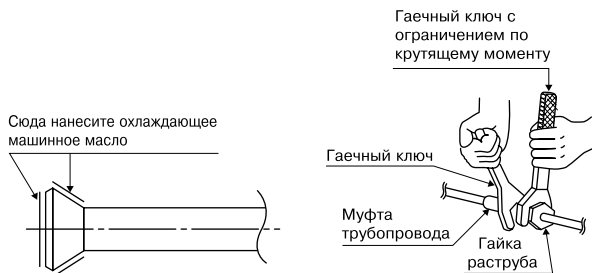 Сюда нанесите охлаждающее
машинное масло
Гаечный ключ с
ограничением по
крутящему моменту
Гаечный ключ
Муфта
трубопровода
Гайка
раструба